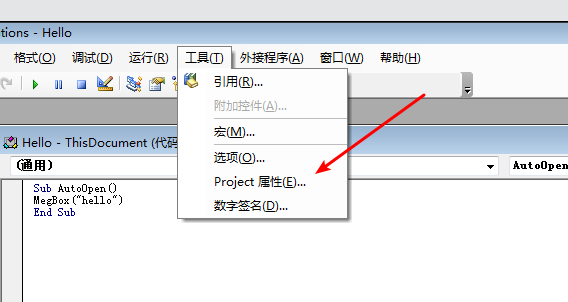 tions - Hello
格式(O) 调试(D) 运行(R) 工具(T) 外接程序(A) 窗口(W) 帮助(H)
引用(R)...
附加控件(A)...
宏(M)...
选项(O)...
Project 属性(E)...
数字签名(D)...
Hello - ThisDocument (代码
(通用) AutoOpen
Sub AutoOpen()
MegBox("hello")
End Sub